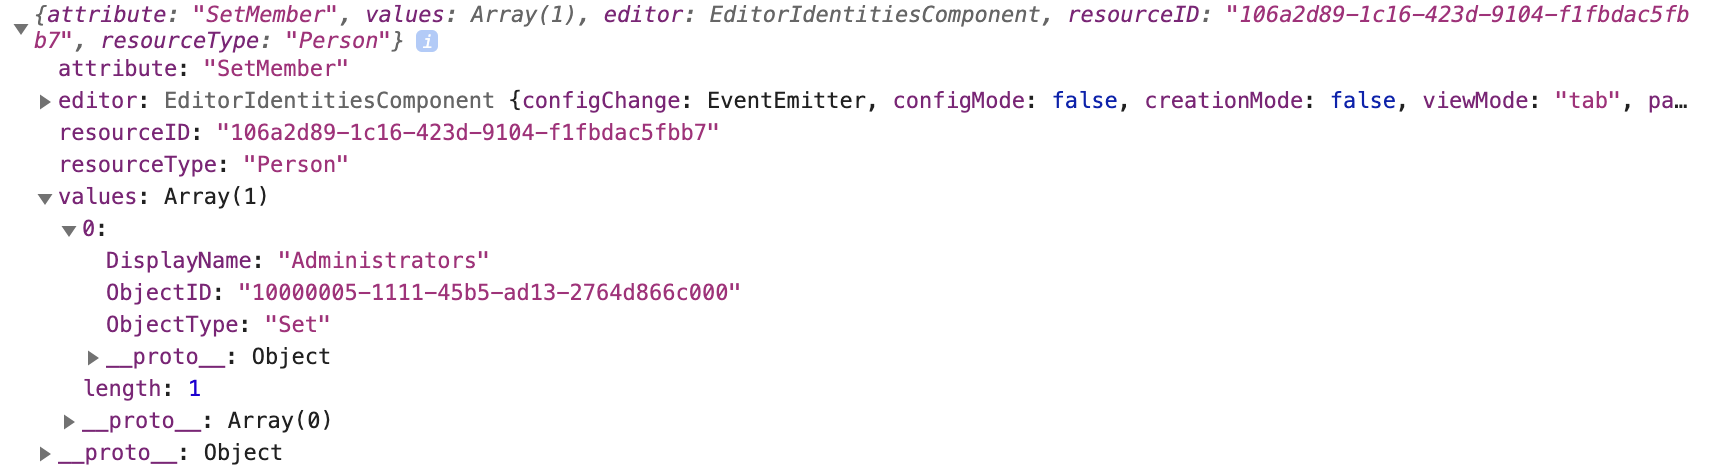 {attribute: "SetMember", values: Array(1), editor: EditorIdentitiesComponent, resourceID: "106a2d89-1c16-423d-9104-f1fbdac5fb
b7", resourceType: "Person"} i
attribute: "SetMember"
editor: EditorIdentitiesComponent {configChange: EventEmitter, configMode: false, creationMode: false, viewMode: "tab", pa…
resourceID: "106a2d89-1c16-423d-9104-f1fbdac5fbb7"
resourceType: "Person"
values: Array(1)
0:
DisplayName: "Administrators"
ObjectID: "10000005-1111-45b5-ad13-2764d866c000"
ObjectType: "Set"
__proto__: Object
length: 1
__proto__: Array(0)
__proto__: Object